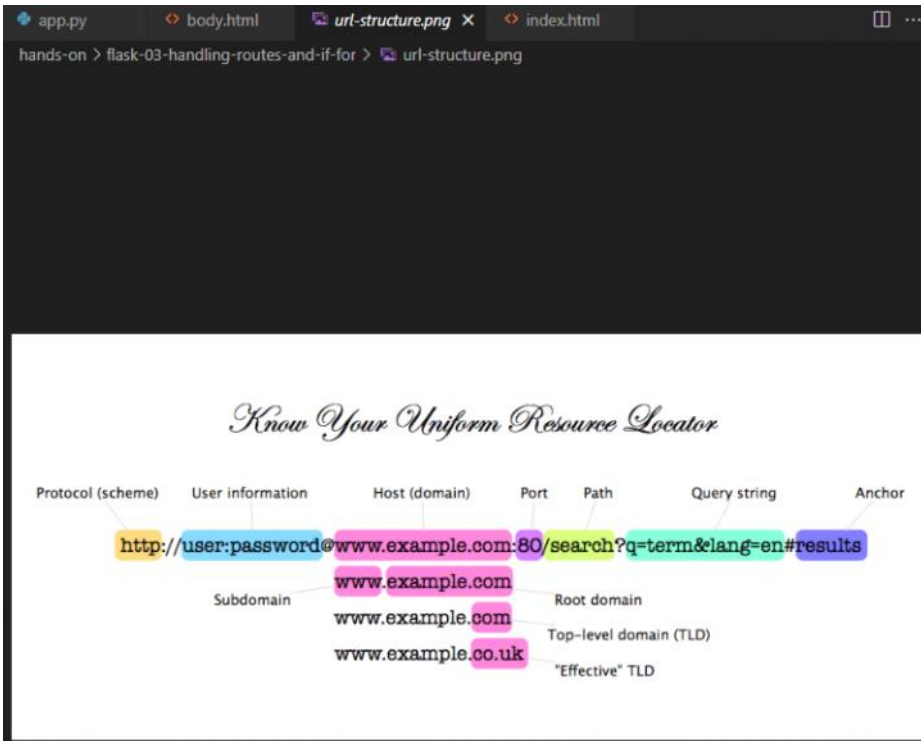 app.py body.html url-structure.png × index.html ...
hands-on > flask-03-handling-routes-and-if-for > url-structure.png
Know Your Uniform Resource Locator
Protocol (scheme) User information Host (domain) Port Path Query string Anchor
http://user:password@www.example.com:80/search?q=term&lang=en#results
www.example.com
Subdomain Root domain
www.example.com
Top-level domain (TLD)
www.example.co.uk
"Effective" TLD